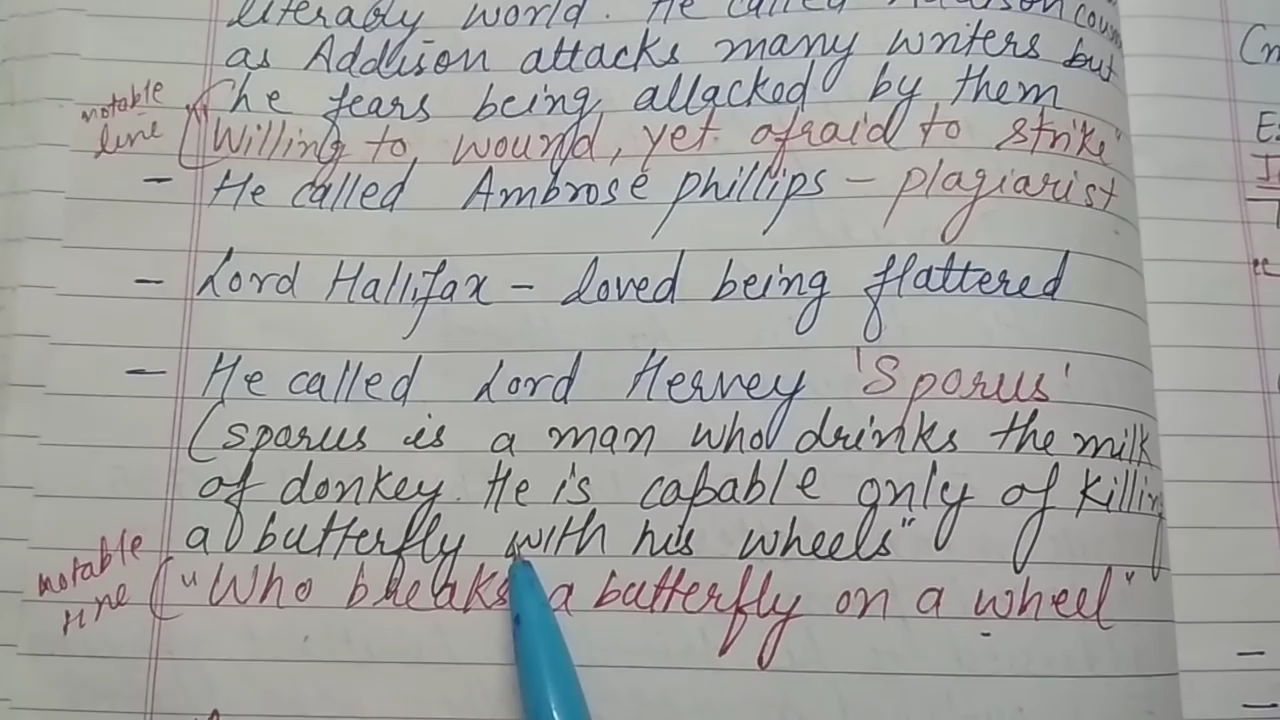 literary world. He called Addison
as Addison attacks many writers but
he fears being attacked by them
notable line
"Willing to, wound, yet afraid to strike"
- He called Ambrose phillips - plagiarist
- Lord Hallifax - loved being flattered
- He called Lord Hervey 'Sporus'
(sporus is a man who drinks the milk
of donkey. He is capable only of killing
a butterfly with his wheels"
notable line
"Who breaks a butterfly on a wheel"